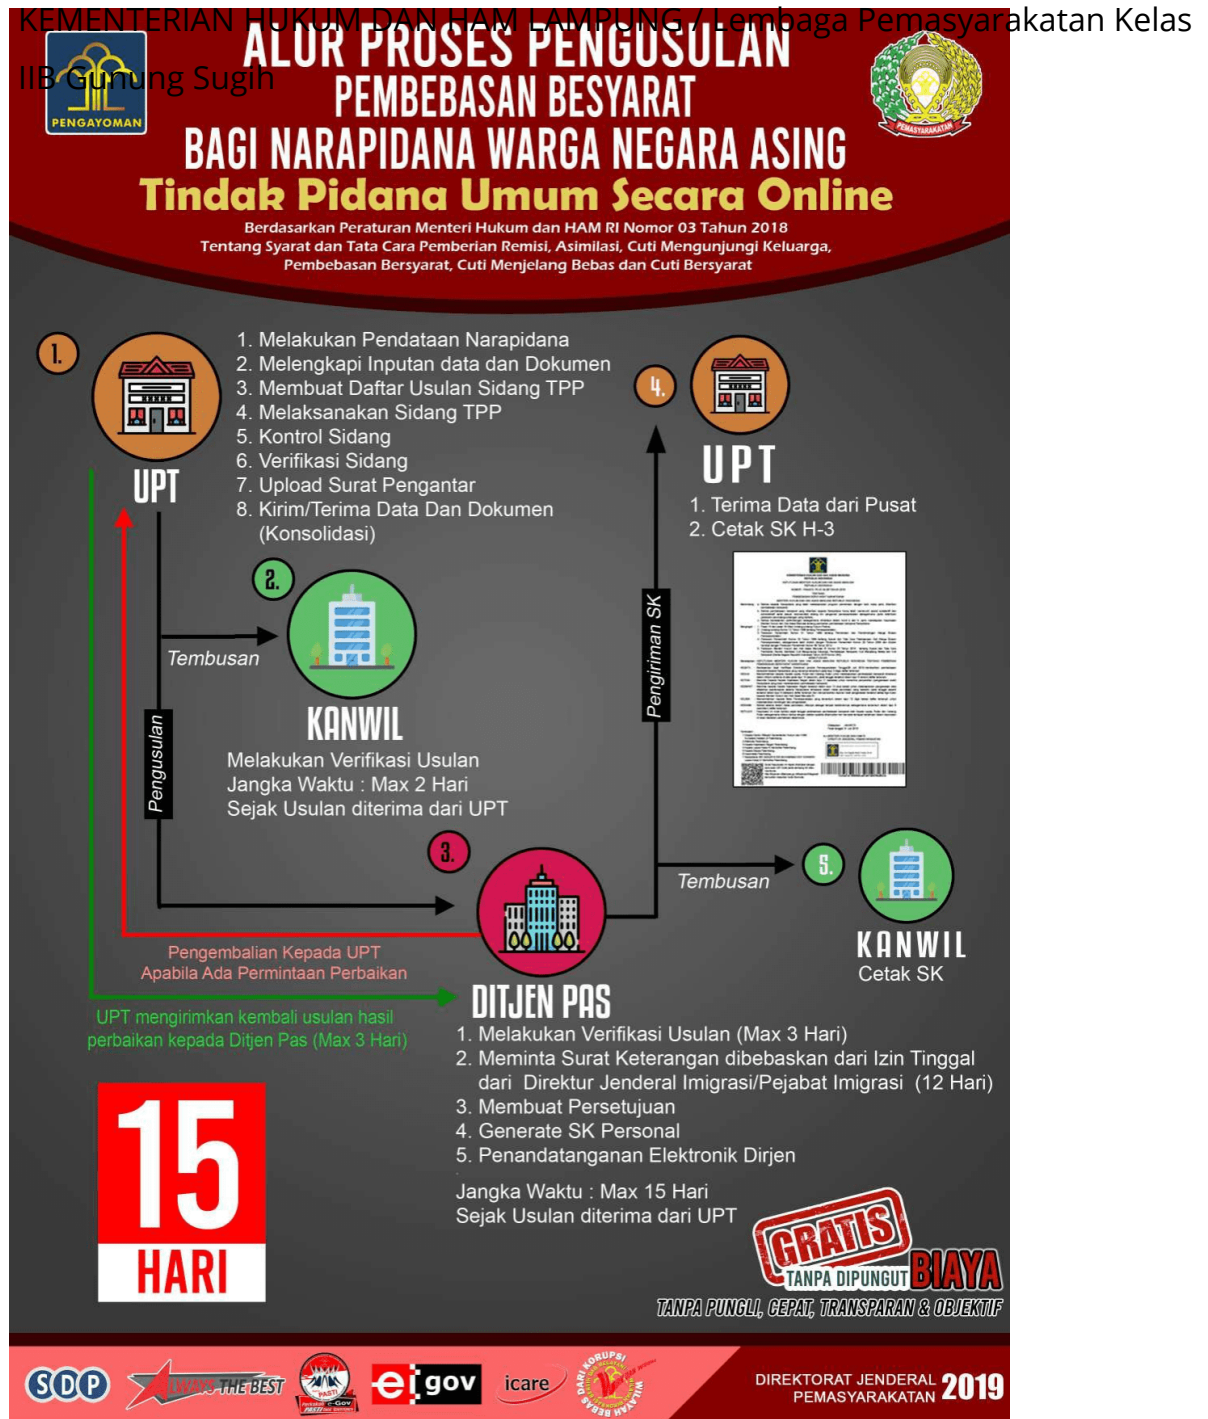 KEMENTERIAN HUKUM DAN HAM LAMPUNG / Lembaga Pemasyarakatan Kelas
IIB Gunung Sugih
PENGAYOMAN
PEMASYARAKATAN
ALUR PROSES PENGUSULAN
PEMBEBASAN BESYARAT
BAGI NARAPIDANA WARGA NEGARA ASING
Tindak Pidana Umum Secara Online
Berdasarkan Peraturan Menteri Hukum dan HAM RI Nomor 03 Tahun 2018
Tentang Syarat dan Tata Cara Pemberian Remisi, Asimilasi, Cuti Mengunjungi Keluarga,
Pembebasan Bersyarat, Cuti Menjelang Bebas dan Cuti Bersyarat
1.
UPT
1. Melakukan Pendataan Narapidana
2. Melengkapi Inputan data dan Dokumen
3. Membuat Daftar Usulan Sidang TPP
4. Melaksanakan Sidang TPP
5. Kontrol Sidang
6. Verifikasi Sidang
7. Upload Surat Pengantar
8. Kirim/Terima Data Dan Dokumen
(Konsolidasi)
4.
UPT
1. Terima Data dari Pusat
2. Cetak SK H-3
2.
Tembusan
KANWIL
Melakukan Verifikasi Usulan
Jangka Waktu : Max 2 Hari
Sejak Usulan diterima dari UPT
Pengusulan
Pengiriman SK
3.
Tembusan
5.
KANWIL
Cetak SK
Pengembalian Kepada UPT
Apabila Ada Permintaan Perbaikan
UPT mengirimkan kembali usulan hasil
perbaikan kepada Ditjen Pas (Max 3 Hari)
DITJEN PAS
1. Melakukan Verifikasi Usulan (Max 3 Hari)
2. Meminta Surat Keterangan dibebaskan dari Izin Tinggal
dari Direktur Jenderal Imigrasi/Pejabat Imigrasi (12 Hari)
3. Membuat Persetujuan
4. Generate SK Personal
5. Penandatanganan Elektronik Dirjen
Jangka Waktu : Max 15 Hari
Sejak Usulan diterima dari UPT
15
HARI
GRATIS
TANPA DIPUNGUT BIAYA
TANPA PUNGLI, CEPAT, TRANSPARAN & OBJEKTIF
SDP
ALWAYS THE BEST
PASTI
e-Gov
ei gov
icare
WILAYAH BEBAS DARI KORUPSI
DIREKTORAT JENDERAL
PEMASYARAKATAN 2019